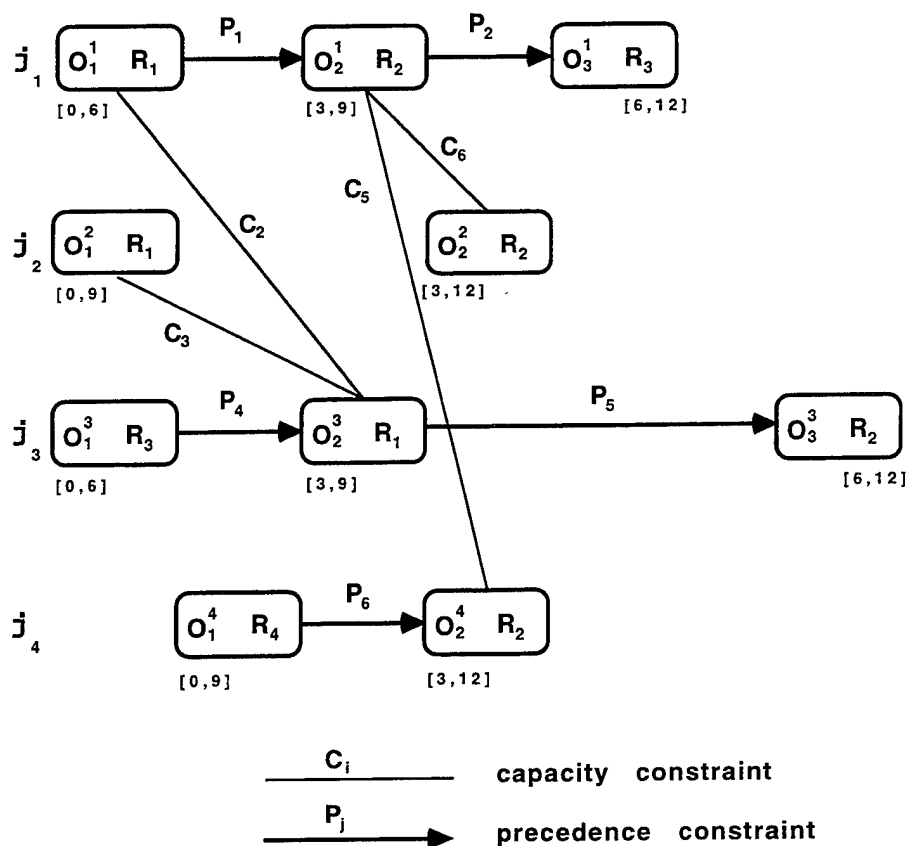 P₁ P₂
j₁ O₁¹ R₁ O₂¹ R₂ O₃¹ R₃
[0,6] [3,9] [6,12]
C₆
C₅
C₂
j₂ O₁² R₁ O₂² R₂
[0,9] [3,12]
C₃
P₄ P₅
j₃ O₁³ R₃ O₂³ R₁ O₃³ R₂
[0,6] [3,9] [6,12]
P₆
j₄ O₁⁴ R₄ O₂⁴ R₂
[0,9] [3,12]
Cᵢ capacity constraint
Pⱼ precedence constraint